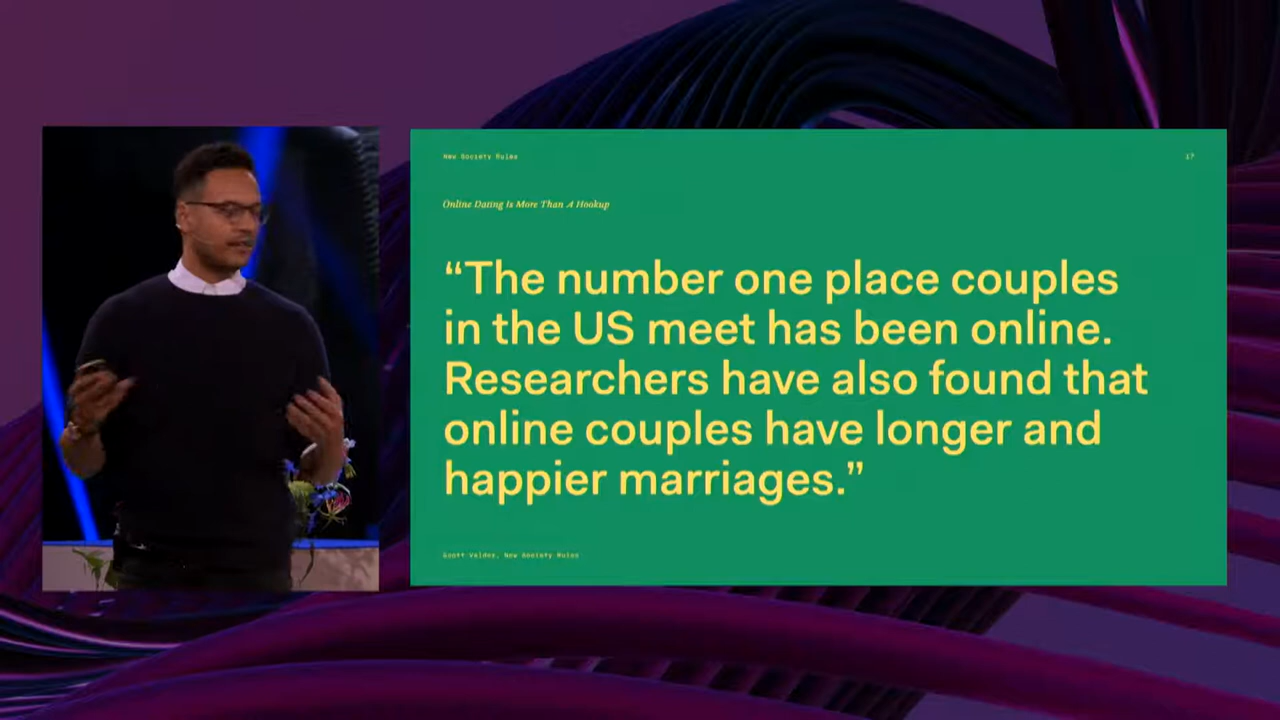 New Society Rules
17
Online Dating Is More Than A Hookup
“The number one place couples
in the US meet has been online.
Researchers have also found that
online couples have longer and
happier marriages.”
Scott Valdez, New Society Rules